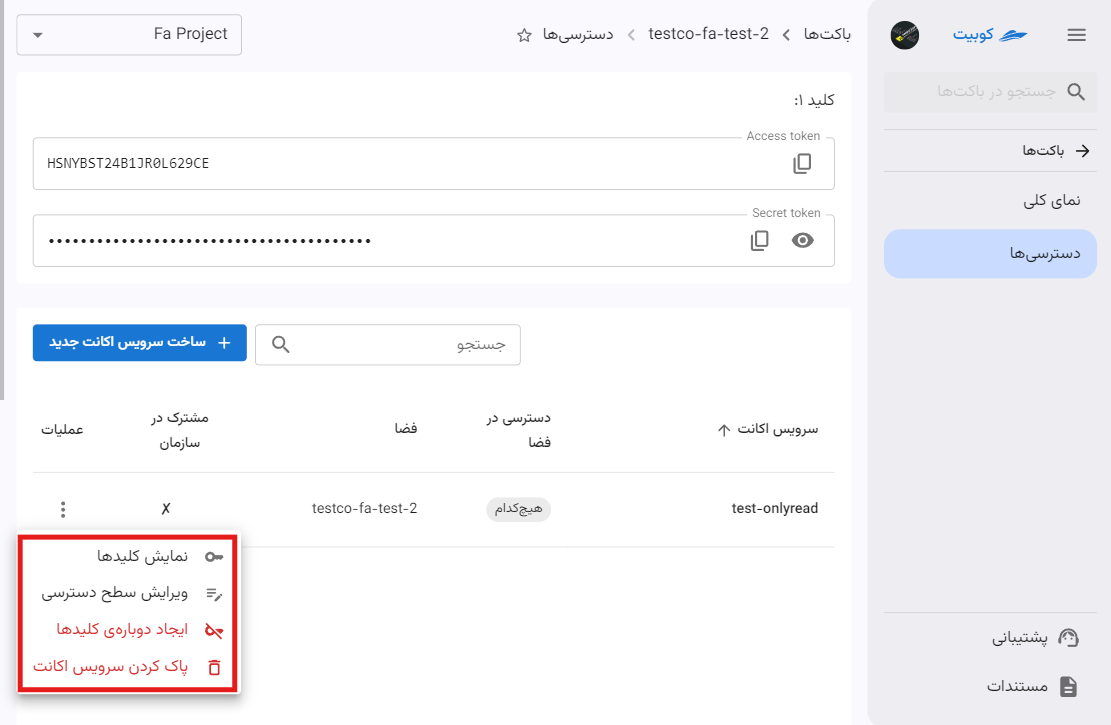 کوبیت
جستجو در باکت‌ها
باکت‌ها
نمای کلی
دسترسی‌ها
پشتیبانی
مستندات
باکت‌ها
testco-fa-test-2
دسترسی‌ها
Fa Project
کلید ۱:
Access token
HSNYBST24B1JR0L629CE
Secret token
••••••••••••••••••••••••••••••••••••••••
جستجو
ساخت سرویس اکانت جدید
سرویس اکانت
دسترسی در
فضا
فضا
مشترک در
سازمان
عملیات
test-onlyread
هیچ‌کدام
testco-fa-test-2
✗
نمایش کلیدها
ویرایش سطح دسترسی
ایجاد دوباره‌ی کلیدها
پاک کردن سرویس اکانت